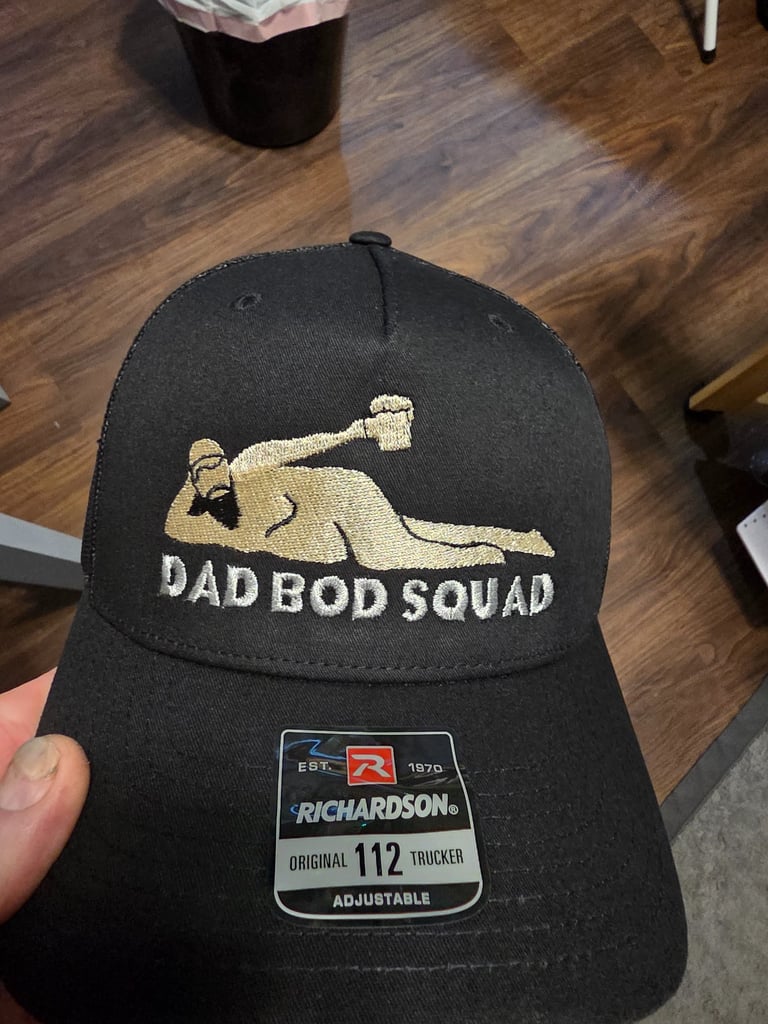 DAD BOD SQUAD
EST. R 1970
RICHARDSON®
ORIGINAL 112 TRUCKER
ADJUSTABLE